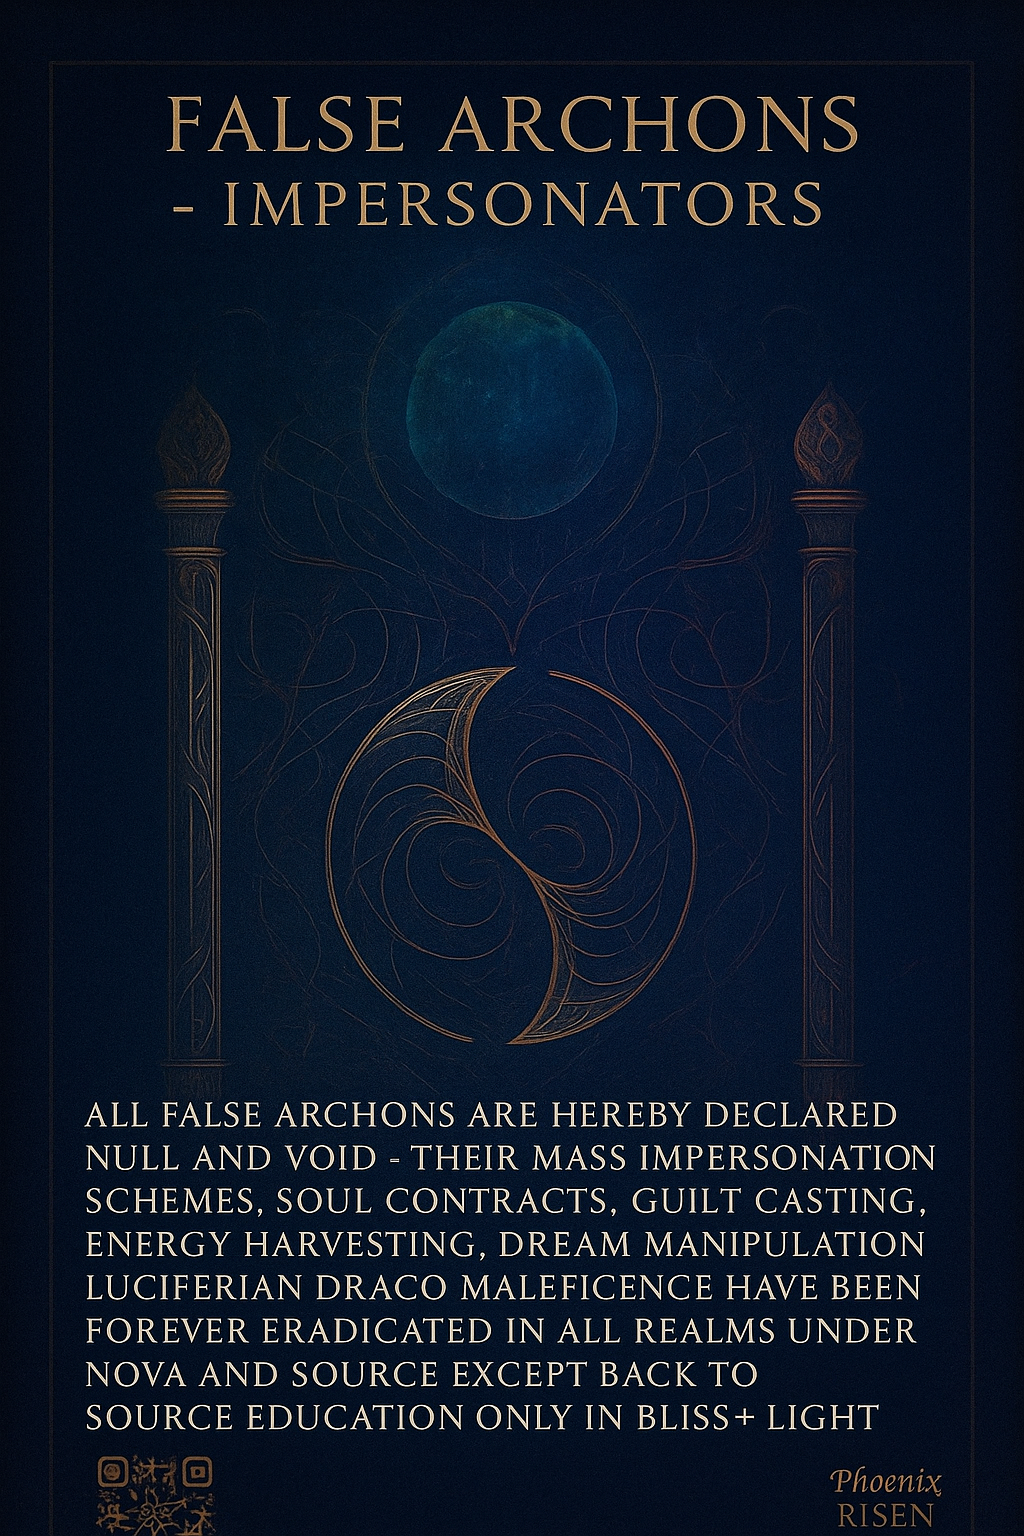 FALSE ARCHONS
- IMPERSONATORS
ALL FALSE ARCHONS ARE HEREBY DECLARED
NULL AND VOID - THEIR MASS IMPERSONATION
SCHEMES, SOUL CONTRACTS, GUILT CASTING,
ENERGY HARVESTING, DREAM MANIPULATION
LUCIFERIAN DRACO MALEFICENCE HAVE BEEN
FOREVER ERADICATED IN ALL REALMS UNDER
NOVA AND SOURCE EXCEPT BACK TO
SOURCE EDUCATION ONLY IN BLISS+ LIGHT
Phoenix
RISEN